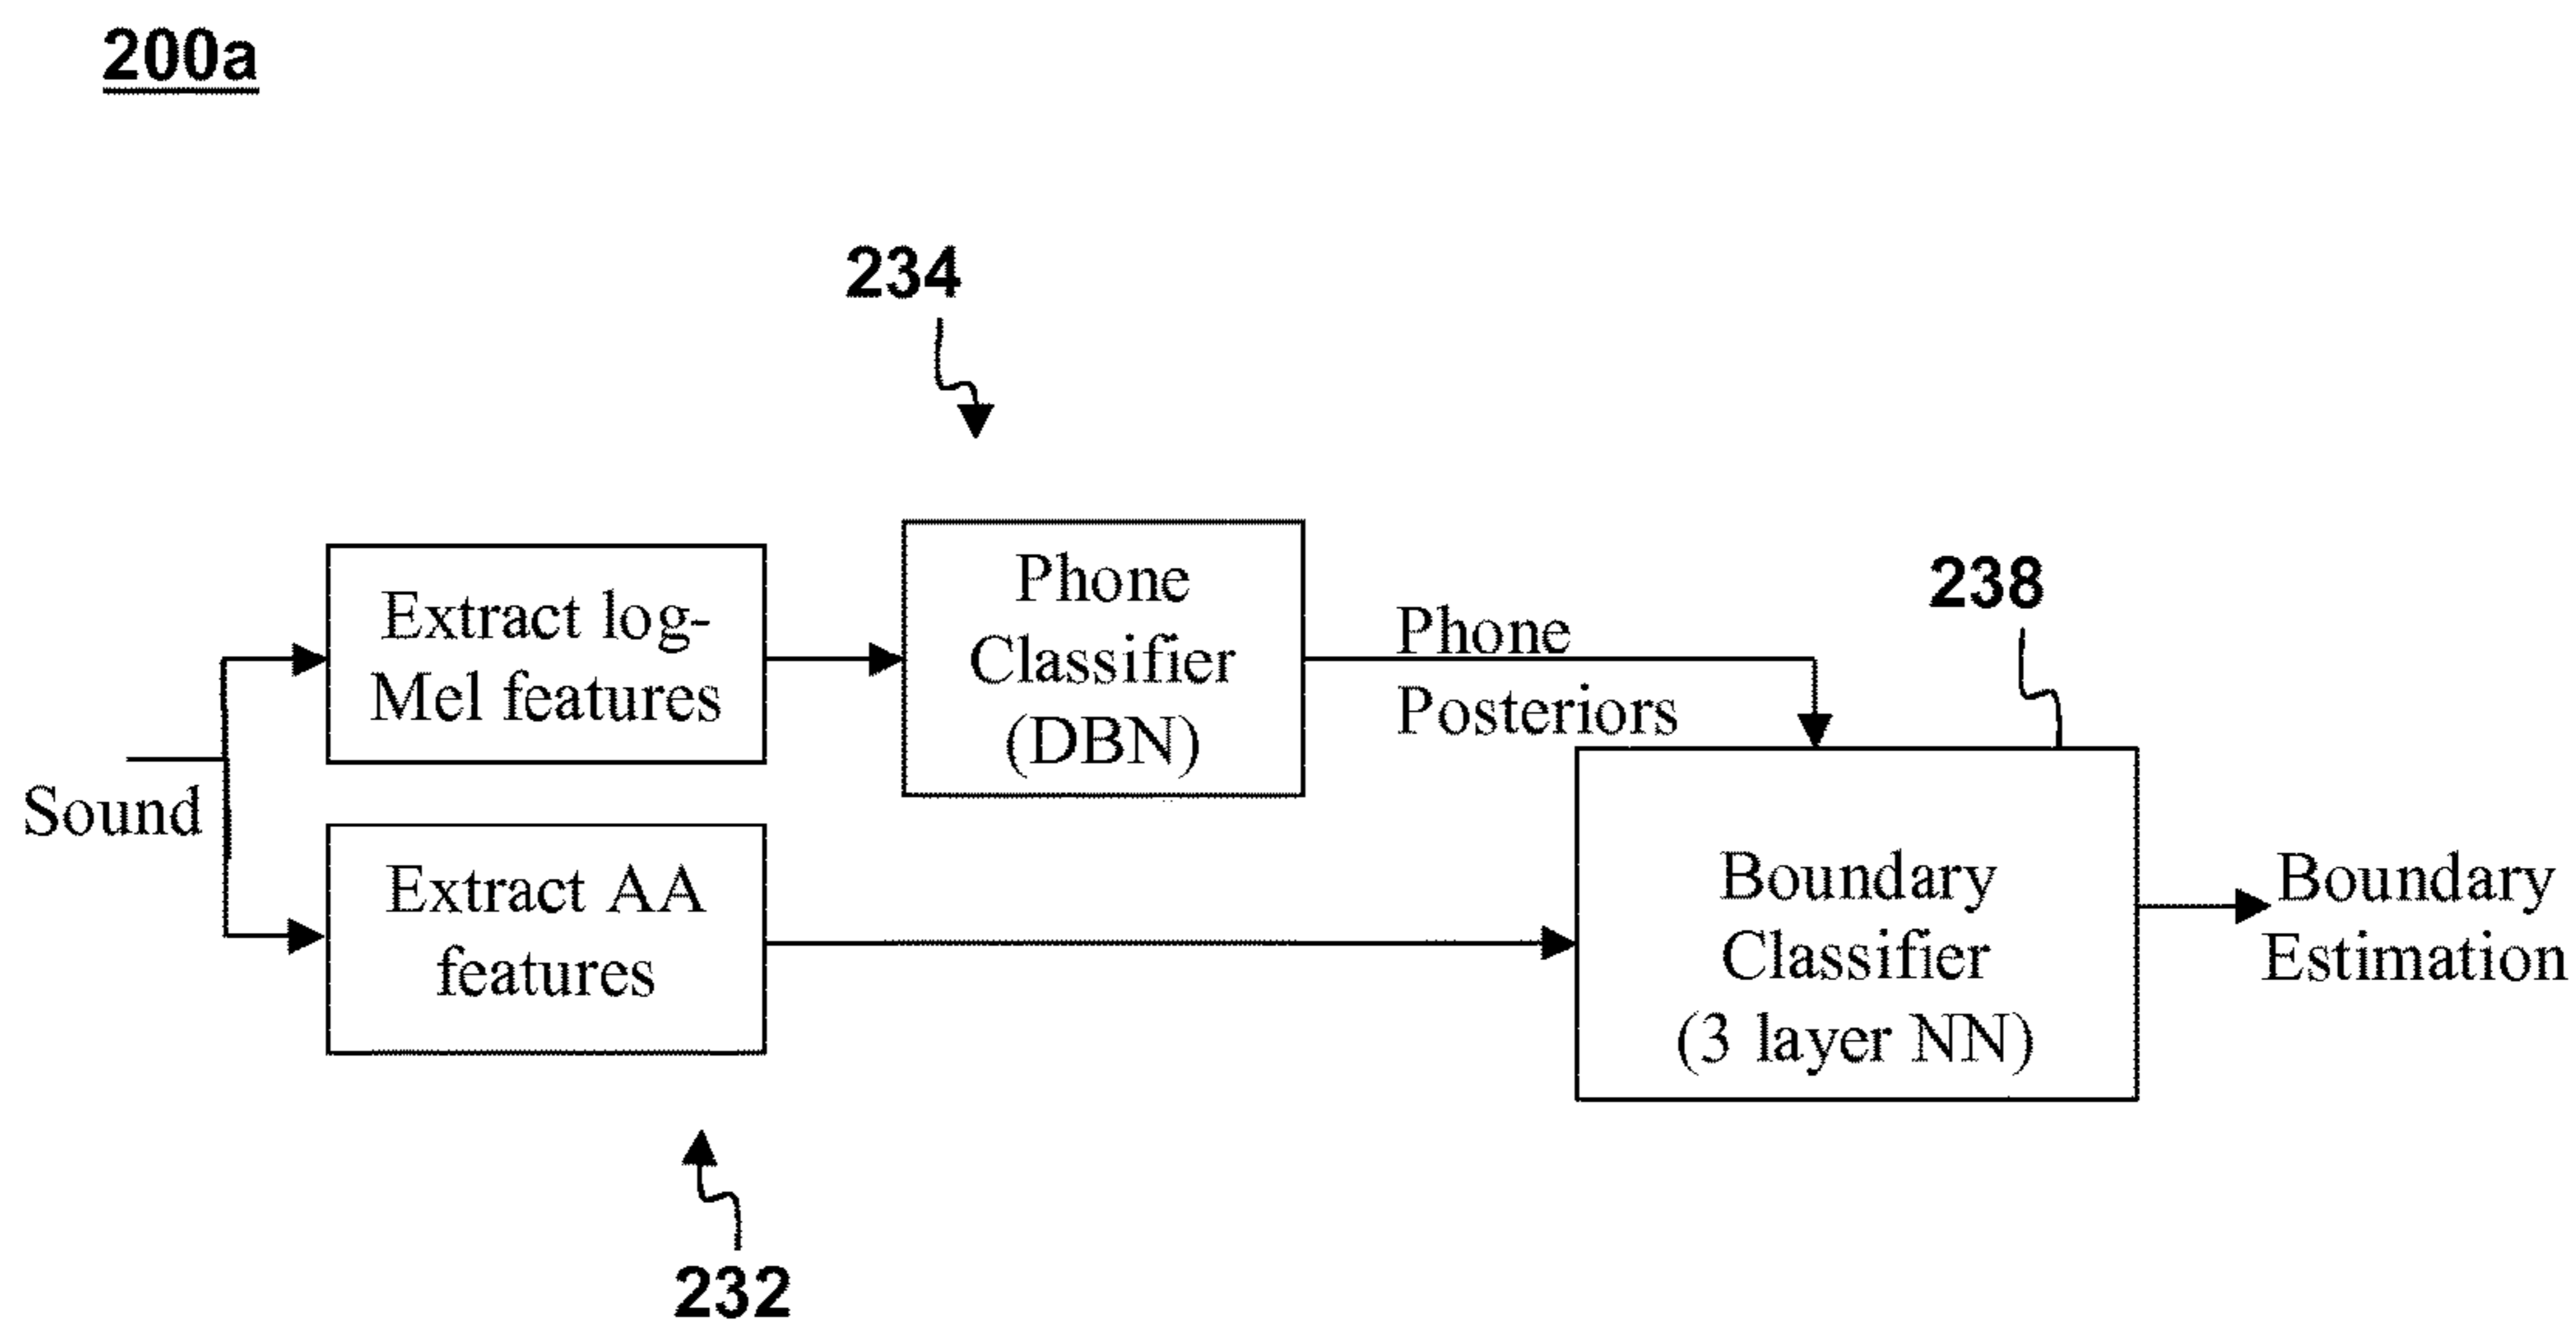 200a
234
Extract log-
Mel features
Phone
Classifier
(DBN)
Phone
Posteriors
238
Sound
Extract AA
features
Boundary
Classifier
(3 layer NN)
Boundary
Estimation
232